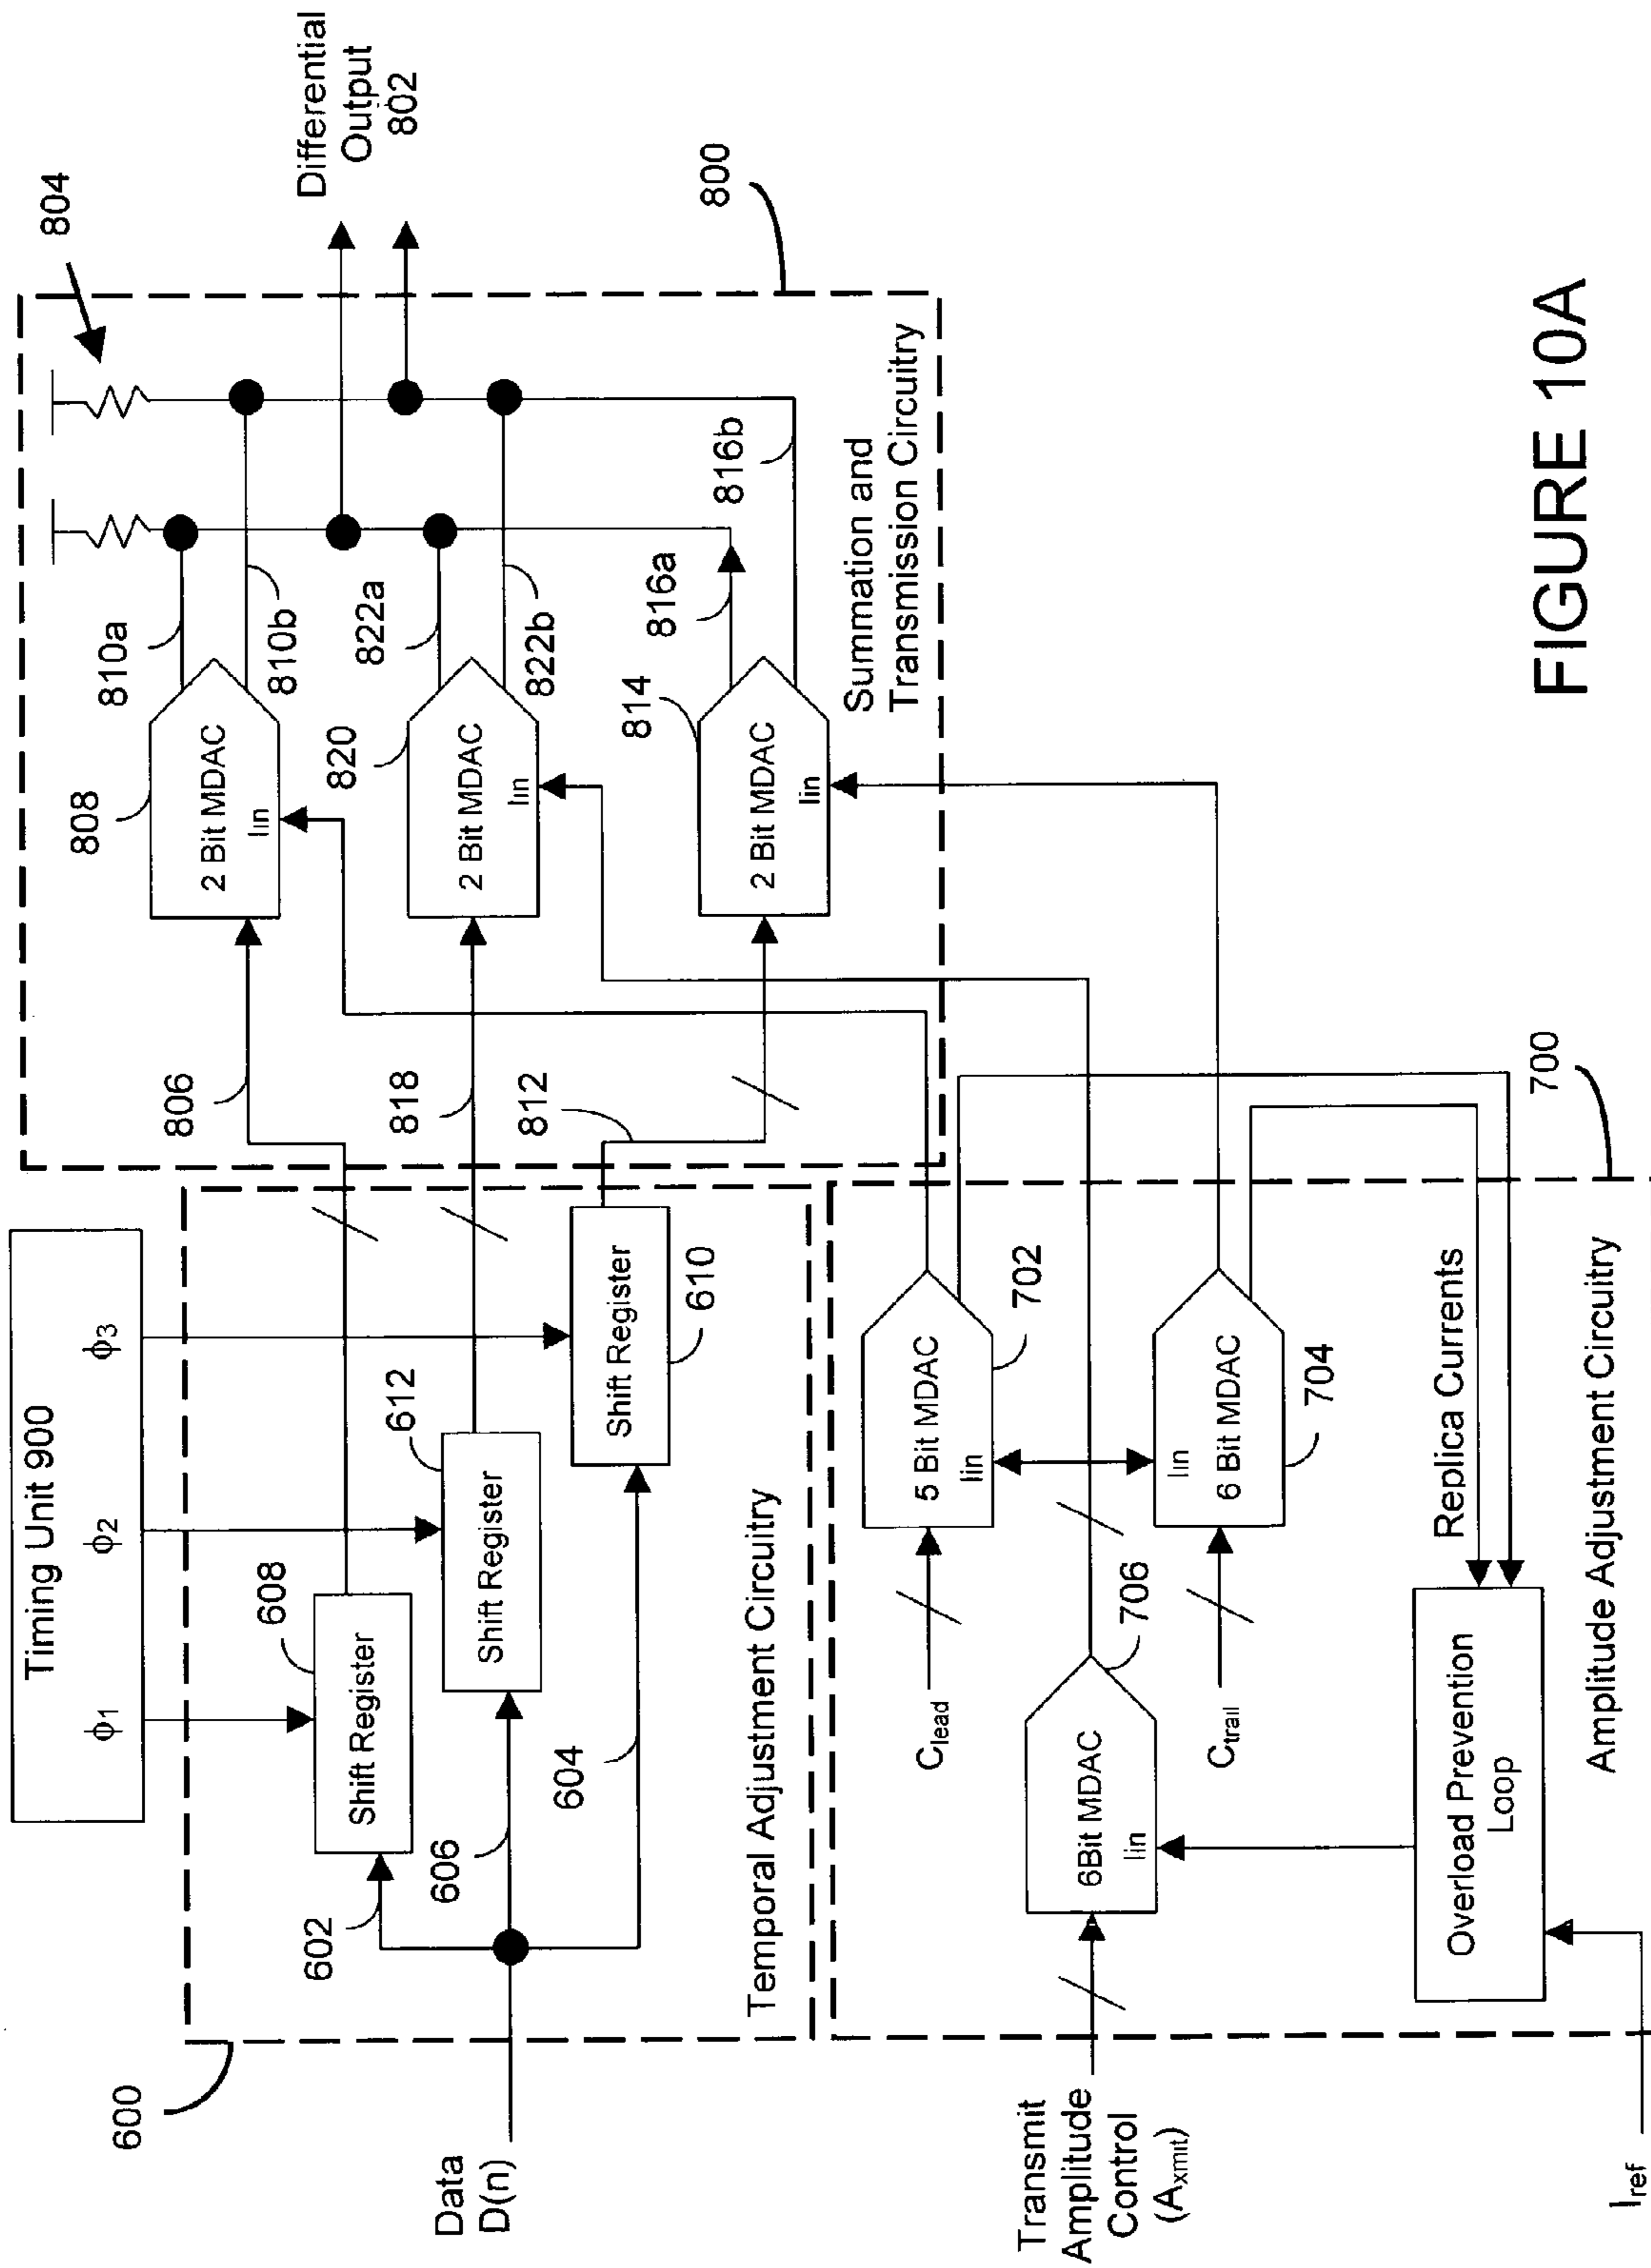 Timing Unit 900
ϕ1
ϕ2
ϕ3
600
Data
D(n)
602
606
604
608
Shift Register
612
Shift Register
Shift Register
610
Temporal Adjustment Circuitry
806
818
812
808
2 Bit MDAC
Iin
810a
810b
820
2 Bit MDAC
Iin
822a
822b
814
2 Bit MDAC
Iin
816a
816b
804
Differential
Output
802
800
Summation and
Transmission Circuitry
Transmit
Amplitude
Control
(Axmit)
Clead
5 Bit MDAC
Iin
702
6Bit MDAC
Iin
706
Ctrail
Iin
6 Bit MDAC
704
Replica Currents
Overload Prevention
Loop
Iref
Amplitude Adjustment Circuitry
700
FIGURE 10A